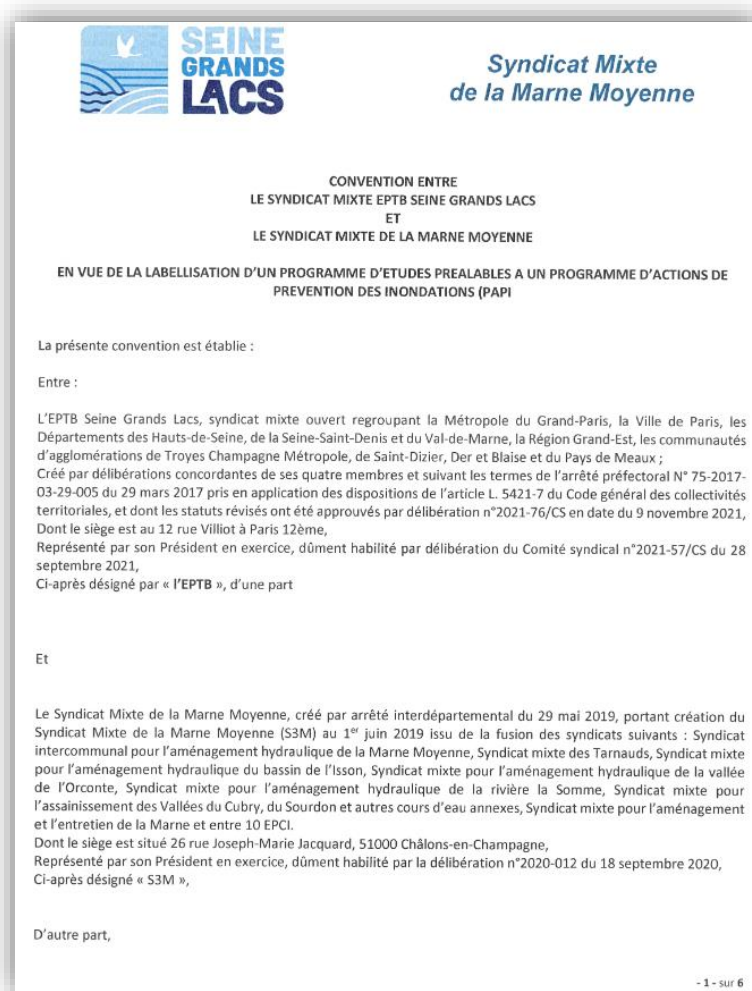 SEINE
GRANDS
LACS
Syndicat Mixte
de la Marne Moyenne
CONVENTION ENTRE
LE SYNDICAT MIXTE EPTB SEINE GRANDS LACS
ET
LE SYNDICAT MIXTE DE LA MARNE MOYENNE
EN VUE DE LA LABELLISATION D'UN PROGRAMME D'ETUDES PREALABLES A UN PROGRAMME D'ACTIONS DE
PREVENTION DES INONDATIONS (PAPI
La présente convention est établie :
Entre :
L'EPTB Seine Grands Lacs, syndicat mixte ouvert regroupant la Métropole du Grand-Paris, la Ville de Paris, les
Départements des Hauts-de-Seine, de la Seine-Saint-Denis et du Val-de-Marne, la Région Grand-Est, les communautés
d'agglomérations de Troyes Champagne Métropole, de Saint-Dizier, Der et Blaise et du Pays de Meaux ;
Créé par délibérations concordantes de ses quatre membres et suivant les termes de l'arrêté préfectoral N° 75-2017-
03-29-005 du 29 mars 2017 pris en application des dispositions de l'article L. 5421-7 du Code général des collectivités
territoriales, et dont les statuts révisés ont été approuvés par délibération n°2021-76/CS en date du 9 novembre 2021,
Dont le siège est au 12 rue Villiot à Paris 12ème,
Représenté par son Président en exercice, dûment habilité par délibération du Comité syndical n°2021-57/CS du 28
septembre 2021,
Ci-après désigné par « l'EPTB », d'une part
Et
Le Syndicat Mixte de la Marne Moyenne, créé par arrêté interdépartemental du 29 mai 2019, portant création du
Syndicat Mixte de la Marne Moyenne (S3M) au 1er juin 2019 issu de la fusion des syndicats suivants : Syndicat
intercommunal pour l'aménagement hydraulique de la Marne Moyenne, Syndicat mixte des Tarnauds, Syndicat mixte
pour l'aménagement hydraulique du bassin de l'Isson, Syndicat mixte pour l'aménagement hydraulique de la vallée
de l'Orconte, Syndicat mixte pour l'aménagement hydraulique de la rivière la Somme, Syndicat mixte pour
l'assainissement des Vallées du Cubry, du Sourdon et autres cours d'eau annexes, Syndicat mixte pour l'aménagement
et l'entretien de la Marne et entre 10 EPCI.
Dont le siège est situé 26 rue Joseph-Marie Jacquard, 51000 Châlons-en-Champagne,
Représenté par son Président en exercice, dûment habilité par la délibération n°2020-012 du 18 septembre 2020,
Ci-après désigné « S3M »,
D'autre part,
- 1 - sur 6